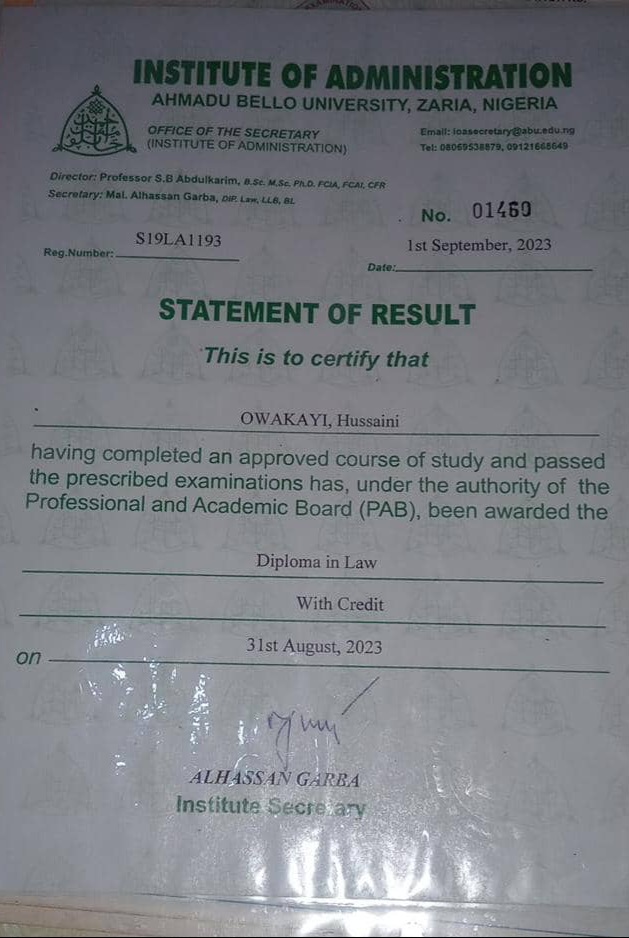 INSTITUTE OF ADMINISTRATION
AHMADU BELLO UNIVERSITY, ZARIA, NIGERIA
OFFICE OF THE SECRETARY
(INSTITUTE OF ADMINISTRATION)
Email: ioasecretary@abu.edu.ng
Tel: 08069538879, 09121668649
Director: Professor S.B Abdulkarim, B.Sc. M.Sc, Ph.D. FCIA, FCAI, CFR
Secretary: Mal. Alhassan Garba, DIP. Law, LLB, BL
No. 01469
Reg.Number: S19LA1193
Date: 1st September, 2023
STATEMENT OF RESULT
This is to certify that
OWAKAYI, Hussaini
having completed an approved course of study and passed
the prescribed examinations has, under the authority of the
Professional and Academic Board (PAB), been awarded the
Diploma in Law
With Credit
on 31st August, 2023
ALHASSAN GARBA
Institute Secretary